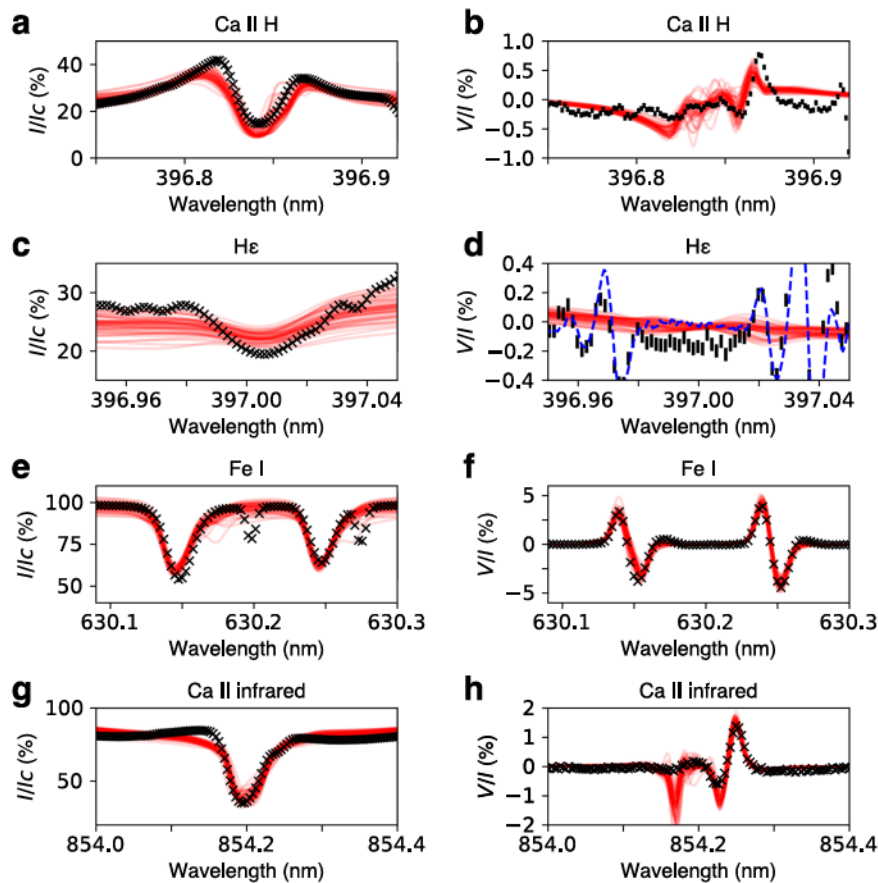 a
Ca II H
I/Ic (%)
40
20
0
396.8
396.9
Wavelength (nm)
b
Ca II H
V/I (%)
1.0
0.5
0.0
−0.5
−1.0
396.8
396.9
Wavelength (nm)
c
Hε
I/Ic (%)
30
20
396.96
397.00
397.04
Wavelength (nm)
d
Hε
V/I (%)
0.4
0.2
0.0
−0.2
−0.4
396.96
397.00
397.04
Wavelength (nm)
e
Fe I
I/Ic (%)
100
75
50
630.1
630.2
630.3
Wavelength (nm)
f
Fe I
V/I (%)
5
0
−5
630.1
630.2
630.3
Wavelength (nm)
g
Ca II infrared
I/Ic (%)
100
50
854.0
854.2
854.4
Wavelength (nm)
h
Ca II infrared
V/I (%)
2
1
0
−1
−2
854.0
854.2
854.4
Wavelength (nm)